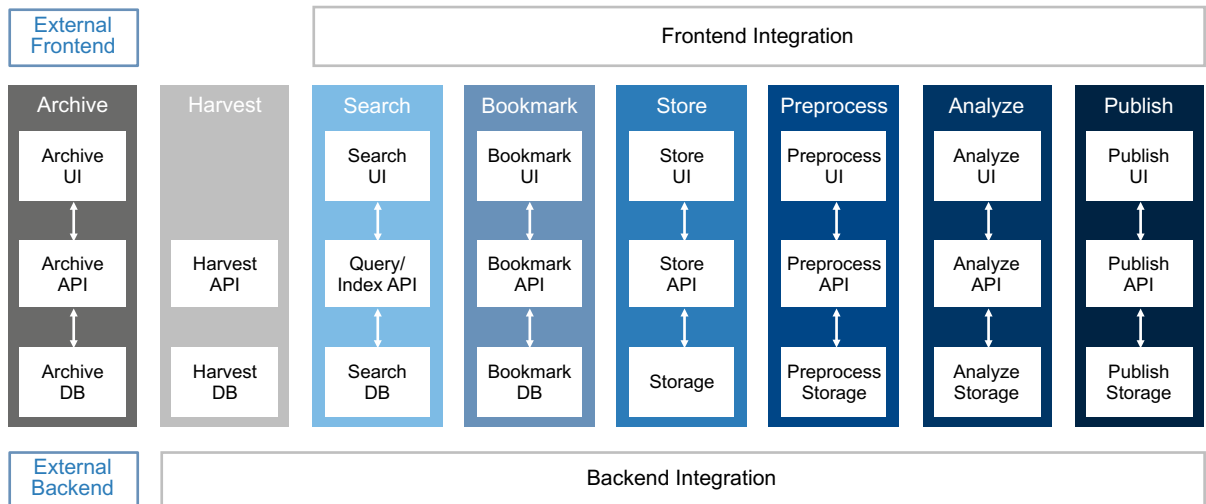 External
Frontend
Frontend Integration
Archive
Harvest
Search
Bookmark
Store
Preprocess
Analyze
Publish
Archive
UI
Search
UI
Bookmark
UI
Store
UI
Preprocess
UI
Analyze
UI
Publish
UI
Archive
API
Harvest
API
Query/
Index API
Bookmark
API
Store
API
Preprocess
API
Analyze
API
Publish
API
Archive
DB
Harvest
DB
Search
DB
Bookmark
DB
Storage
Preprocess
Storage
Analyze
Storage
Publish
Storage
External
Backend
Backend Integration